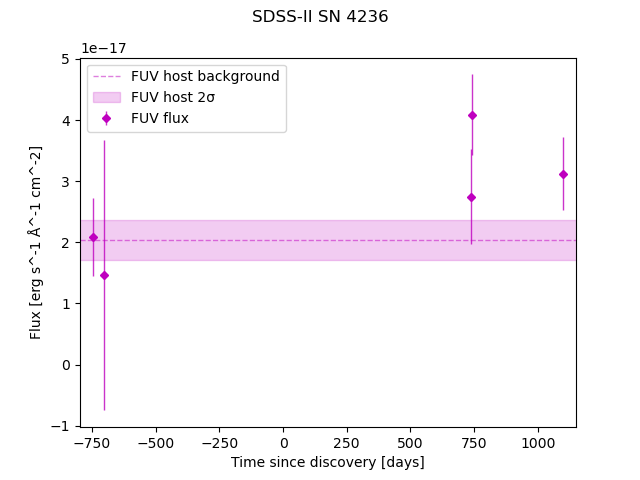 SDSS-II SN 4236
1e−17
FUV host background
FUV host 2σ
FUV flux
5
4
3
2
1
0
−1
Flux [erg s^-1 Å^-1 cm^-2]
−750
−500
−250
0
250
500
750
1000
Time since discovery [days]